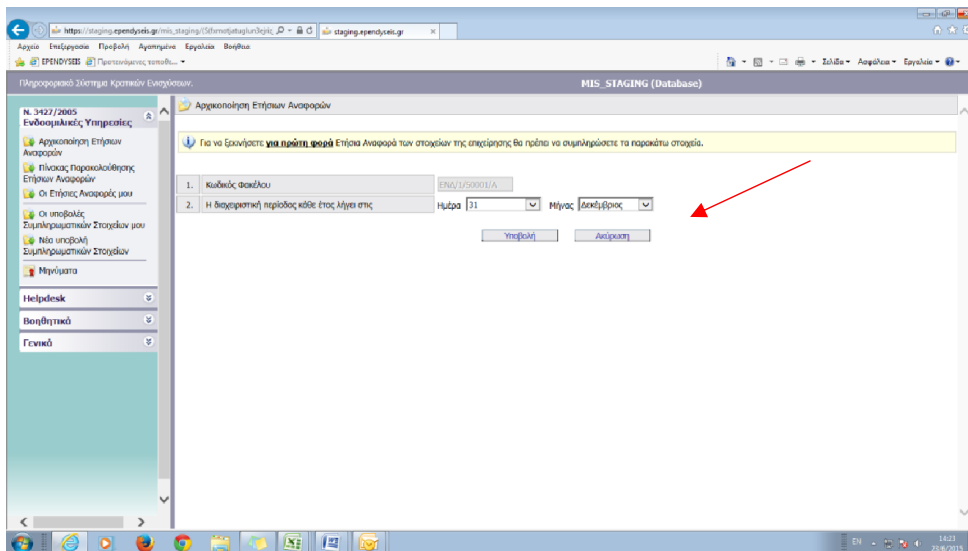 https://staging.ependyseis.gr/mis_staging/
staging.ependyseis.gr
Αρχείο Επεξεργασία Προβολή Αγαπημένα Εργαλεία Βοήθεια
EPENDYSEIS Προτεινόμενες τοποθε...
Σελίδα Ασφάλεια Εργαλεία
Πληροφοριακό Σύστημα Κρατικών Ενισχύσεων. MIS_STAGING (Database)
Ν. 3427/2005
Ενδοομιλικές Υπηρεσίες
Αρχικοποίηση Ετήσιων
Αναφορών
Πίνακας Παρακολούθησης
Ετήσιων Αναφορών
Οι Ετήσιες Αναφορές μου
Οι υποβολές
Συμπληρωματικών Στοιχείων μου
Νέα υποβολή
Συμπληρωματικών Στοιχείων
Μηνύματα
Helpdesk
Βοηθητικά
Γενικά
Αρχικοποίηση Ετήσιων Αναφορών
Για να ξεκινήσετε για πρώτη φορά Ετήσια Αναφορά των στοιχείων της επιχείρησης θα πρέπει να συμπληρώσετε τα παρακάτω στοιχεία.
1. Κωδικός Φακέλου ΕΝΔ/1/50001/Α
2. Η διαχειριστική περίοδος κάθε έτος λήγει στις Ημέρα 31 Μήνας Δεκέμβριος
Υποβολή Ακύρωση
EN 14:23
23/6/2015